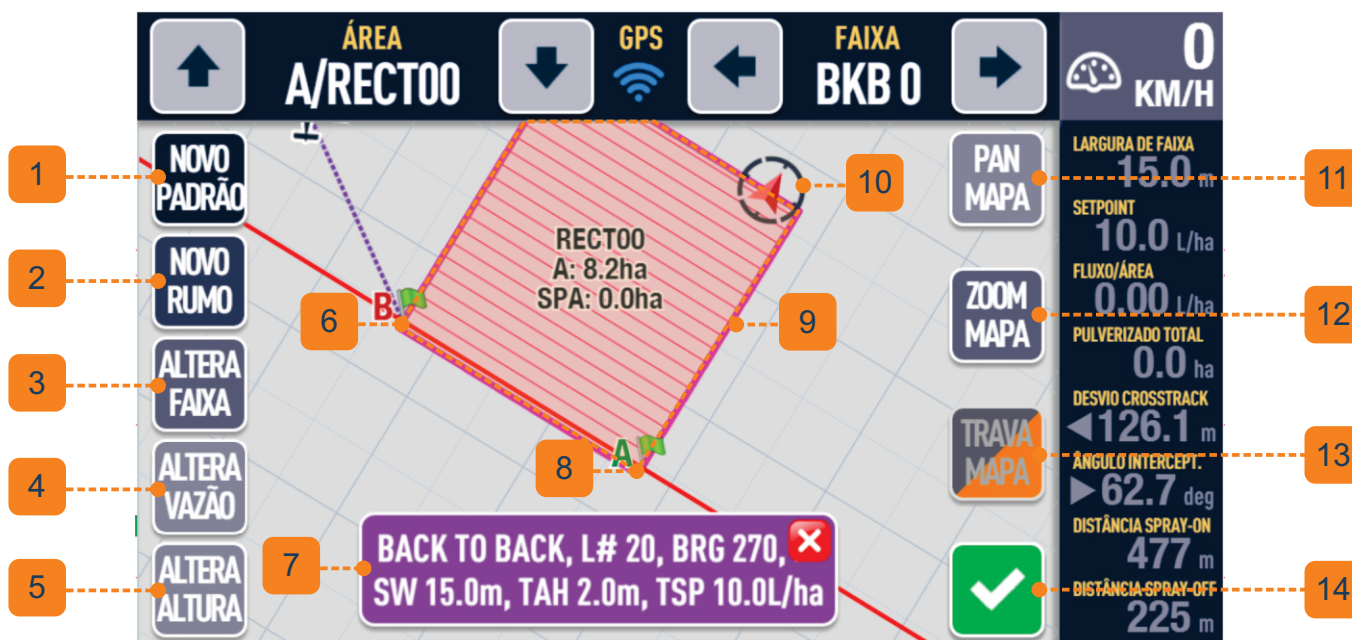 ÁREA
A/RECT00
GPS
FAIXA
BKB 0
0
KM/H
1
NOVO
PADRÃO
2
NOVO
RUMO
3
ALTERA
FAIXA
4
ALTERA
VAZÃO
5
ALTERA
ALTURA
RECT00
A: 8.2ha
SPA: 0.0ha
B
6
A
8
9
10
7
BACK TO BACK, L# 20, BRG 270,
SW 15.0m, TAH 2.0m, TSP 10.0L/ha
PAN
MAPA
11
ZOOM
MAPA
12
TRAVA
MAPA
13
14
LARGURA DE FAIXA
15.0 m
SETPOINT
10.0 L/ha
FLUXO/ÁREA
0.00 L/ha
PULVERIZADO TOTAL
0.0 ha
DESVIO CROSSTRACK
126.1 m
ÂNGULO INTERCEPT.
62.7 deg
DISTÂNCIA SPRAY-ON
477 m
DISTÂNCIA SPRAY-OFF
225 m